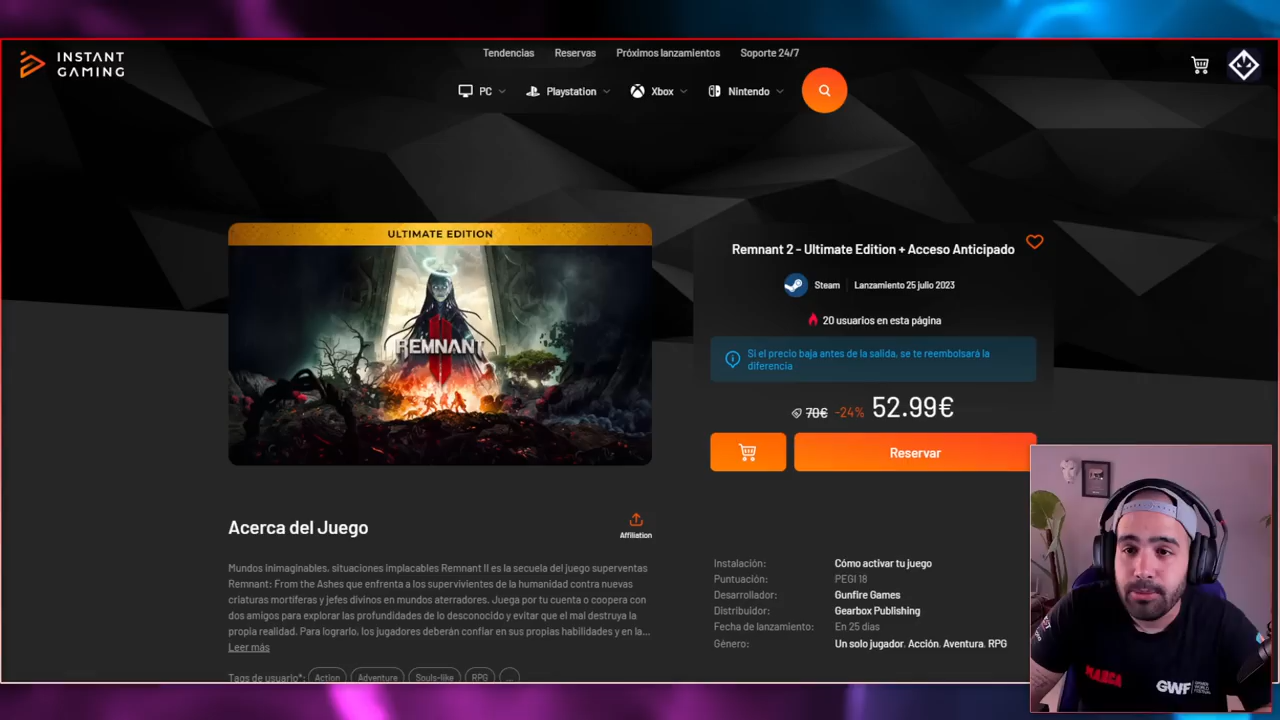 INSTANT
GAMING
Tendencias
Reservas
Próximos lanzamientos
Soporte 24/7
PC
Playstation
Xbox
Nintendo
ULTIMATE EDITION
REMNANT
Remnant 2 - Ultimate Edition + Acceso Anticipado
Steam
Lanzamiento 25 julio 2023
20 usuarios en esta página
Si el precio baja antes de la salida, se te reembolsará la
diferencia
70€ -24% 52.99€
Reservar
Acerca del Juego
Affiliation
Mundos inimaginables, situaciones implacables Remnant II es la secuela del juego superventas
Remnant: From the Ashes que enfrenta a los supervivientes de la humanidad contra nuevas
criaturas mortíferas y jefes divinos en mundos aterradores. Juega por tu cuenta o coopera con
dos amigos para explorar las profundidades de lo desconocido y evitar que el mal destruya la
propia realidad. Para lograrlo, los jugadores deberán confiar en sus propias habilidades y en la...
Leer más
Tags de usuario*:
Action
Adventure
Souls-like
RPG
...
Instalación: Cómo activar tu juego
Puntuación: PEGI 18
Desarrollador: Gunfire Games
Distribuidor: Gearbox Publishing
Fecha de lanzamiento: En 25 días
Género: Un solo jugador, Acción, Aventura, RPG
MARCA
GWF